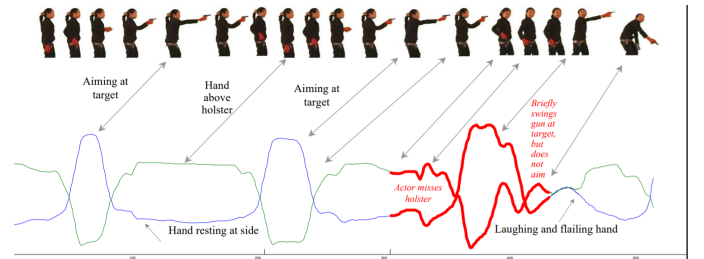 Aiming at
target
Hand
above
holster
Aiming at
target
Briefly
swings
gun at
target,
but
does
not
aim
Actor misses
holster
Hand resting at side
Laughing and flailing hand